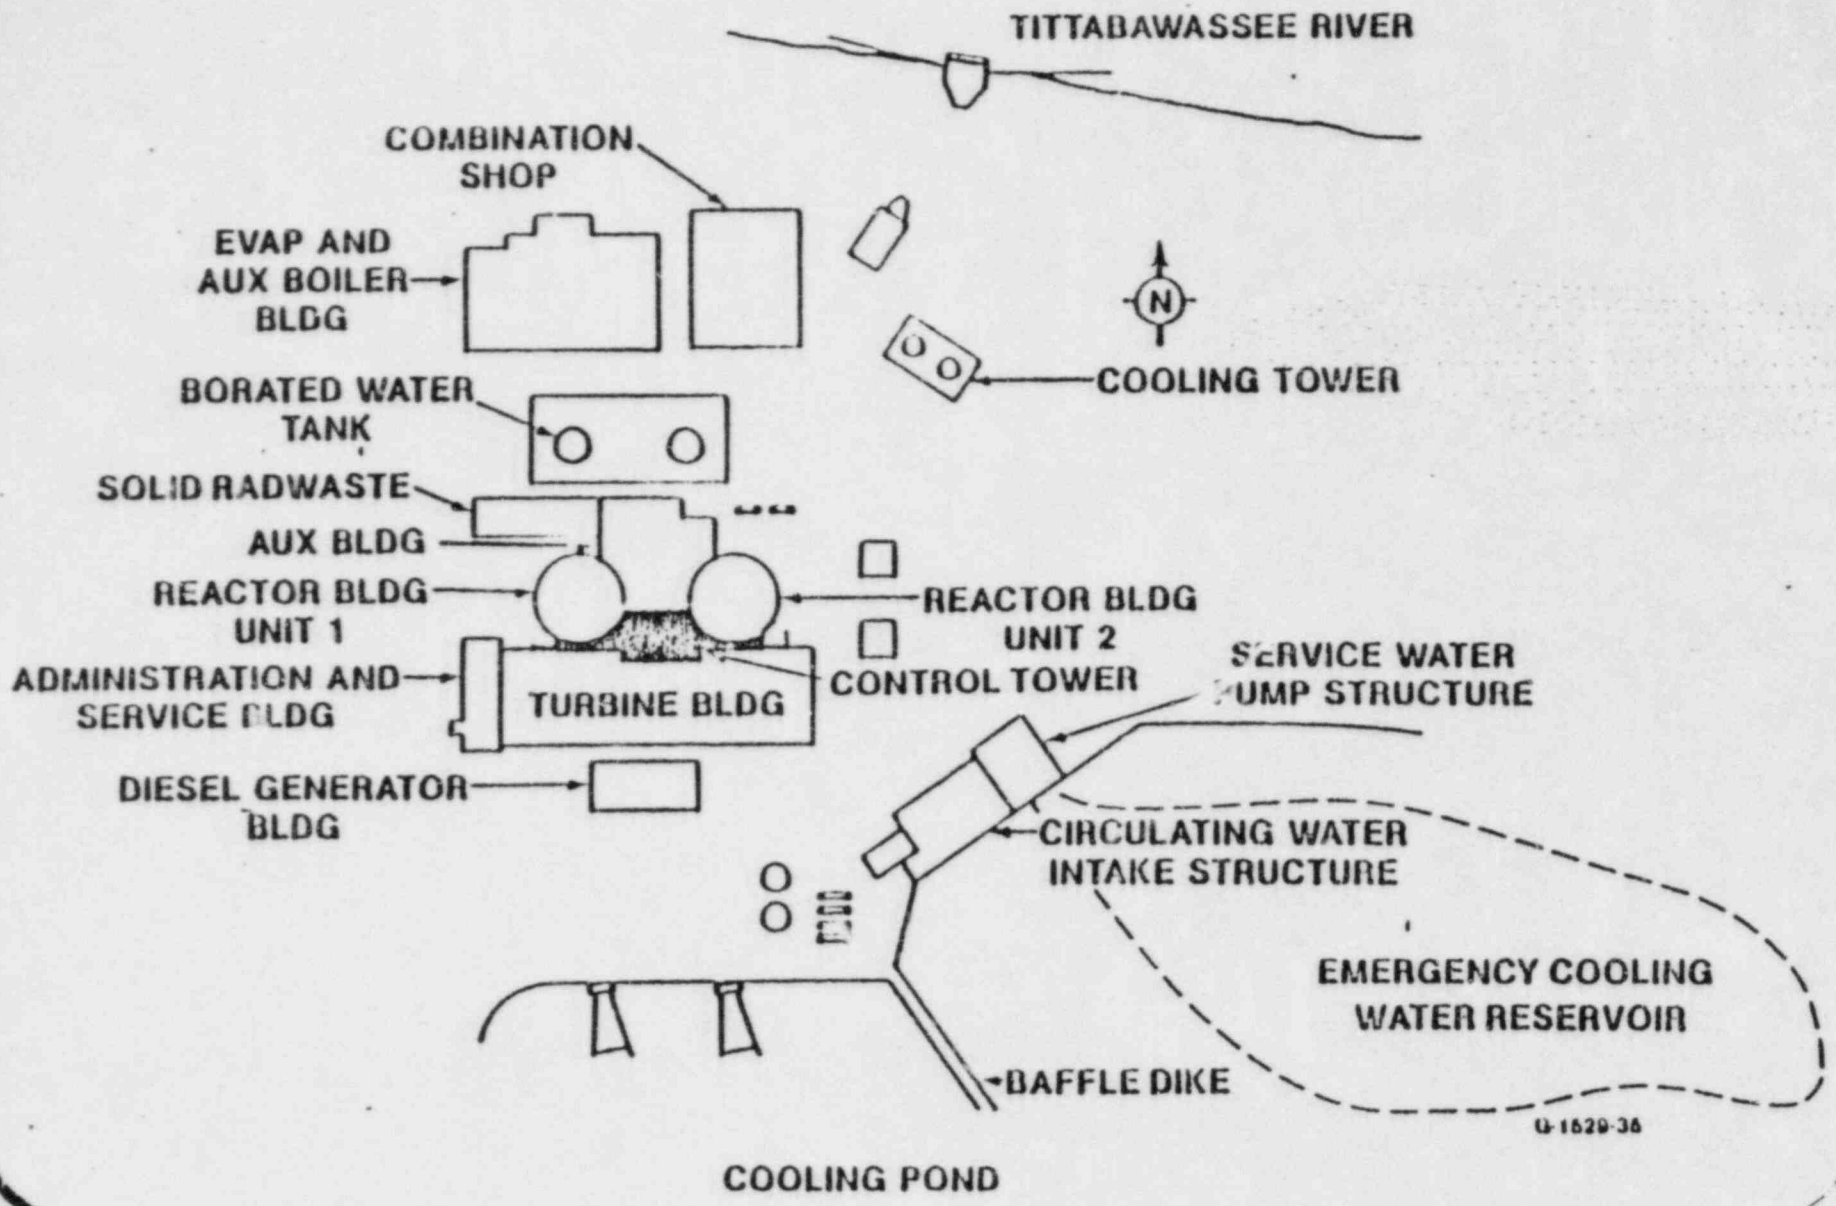 TITTABAWASSEE RIVER
COMBINATION
SHOP
EVAP AND
AUX BOILER
BLDG
N
COOLING TOWER
BORATED WATER
TANK
SOLID RADWASTE
AUX BLDG
REACTOR BLDG
UNIT 1
REACTOR BLDG
UNIT 2
ADMINISTRATION AND
SERVICE BLDG
TURBINE BLDG
CONTROL TOWER
SERVICE WATER
PUMP STRUCTURE
DIESEL GENERATOR
BLDG
CIRCULATING WATER
INTAKE STRUCTURE
EMERGENCY COOLING
WATER RESERVOIR
BAFFLE DIKE
COOLING POND